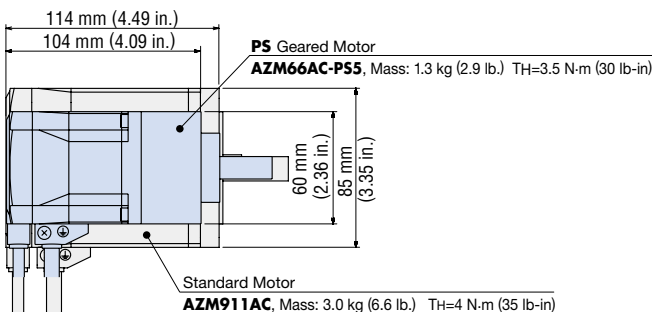 114 mm (4.49 in.)
104 mm (4.09 in.)
PS Geared Motor
AZM66AC-PS5, Mass: 1.3 kg (2.9 lb.) TH=3.5 N·m (30 lb-in)
60 mm
(2.36 in.)
85 mm
(3.35 in.)
Standard Motor
AZM911AC, Mass: 3.0 kg (6.6 lb.) TH=4 N·m (35 lb-in)